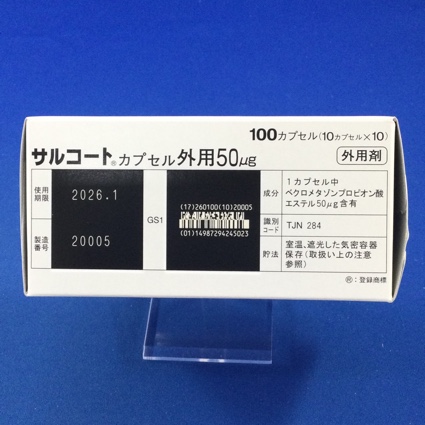 100カプセル(10カプセル×10)
サルコート®カプセル外用50μg
外用剤
使用期限
2026.1
製造番号
20005
GS1
(17)260100(10)20005
(01)14987294245023
成分
1カプセル中
ベクロメタゾンプロピオン酸
エステル50μg含有
識別コード
TJN 284
貯法
室温、遮光した気密容器
保存(取扱い上の注意
参照)
®:登録商標